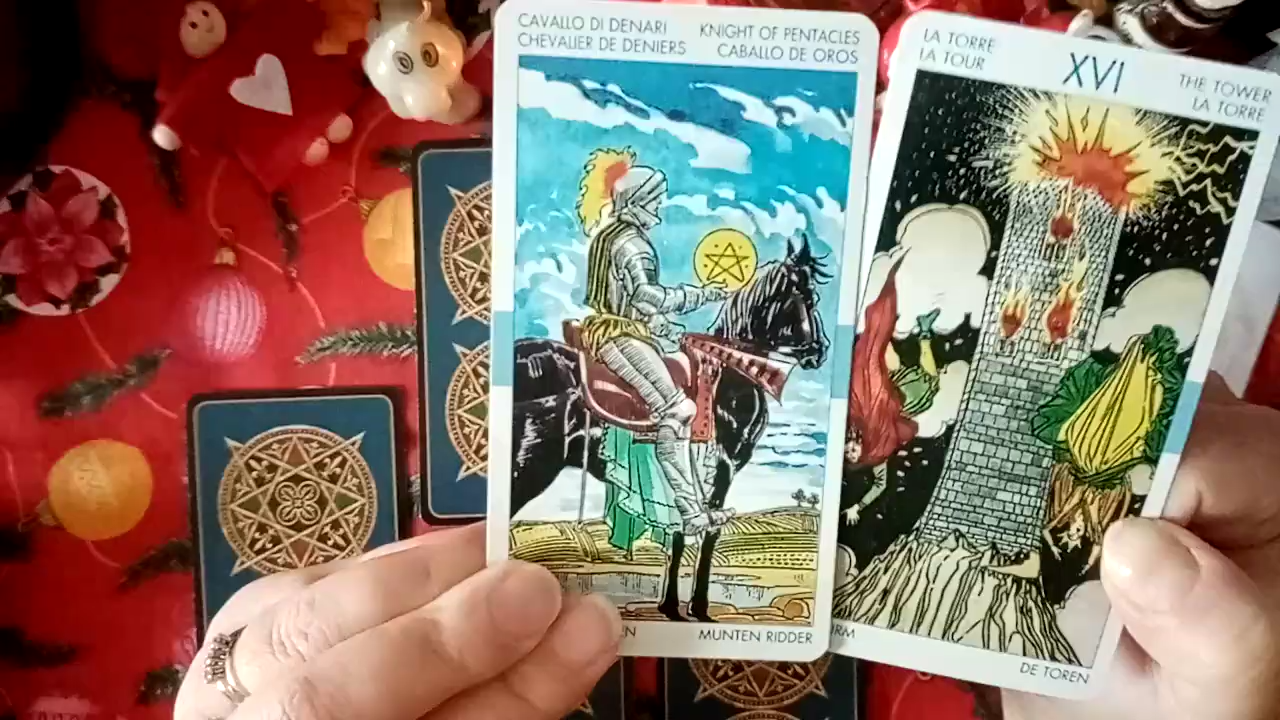 CAVALLO DI DENARI
CHEVALIER DE DENIERS
KNIGHT OF PENTACLES
CABALLO DE OROS
MUNTEN RIDDER
LA TORRE
LA TOUR
XVI
THE TOWER
LA TORRE
DE TOREN